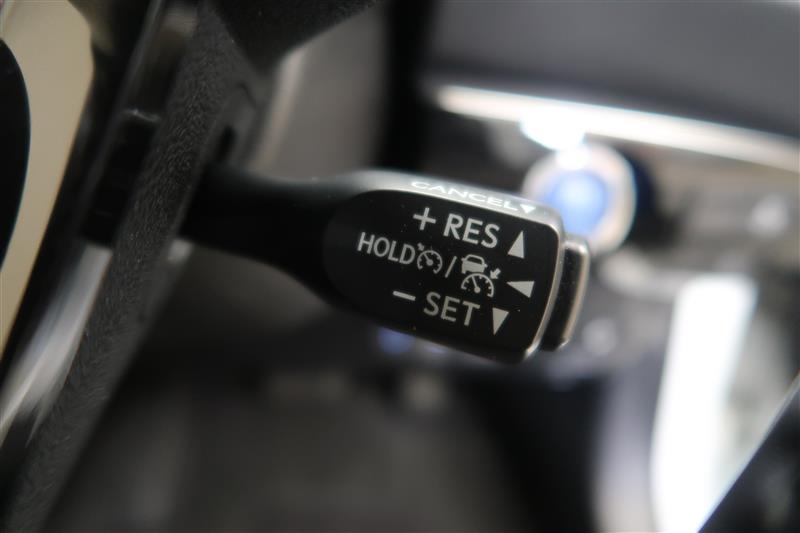 CANCEL▼
+ RES ▲
HOLD / ◀
− SET ▼